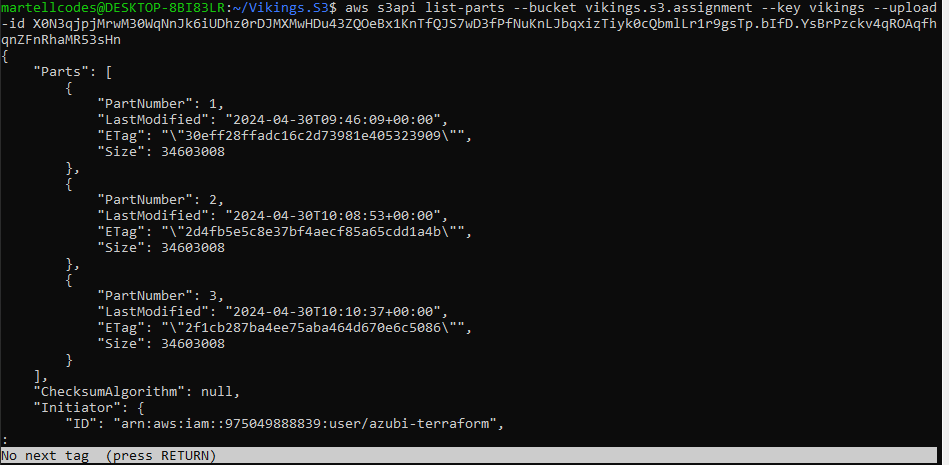 martellcodes@DESKTOP-8BI83LR:~/Vikings.S3$ aws s3api list-parts --bucket vikings.s3.assignment --key vikings --upload
-id X0N3qjpjMrwM30WqNnJk6iUDhz0rDJMXMwHDu43ZQOeBx1KnTfQJS7wD3fPfNuKnLJbqxizTiyk0cQbmlLr1r9gsTp.bIfD.YsBrPzckv4qROAqfh
qnZFnRhaMR53sHn
{
    "Parts": [
        {
            "PartNumber": 1,
            "LastModified": "2024-04-30T09:46:09+00:00",
            "ETag": "\"30eff28ffadc16c2d73981e405323909\"",
            "Size": 34603008
        },
        {
            "PartNumber": 2,
            "LastModified": "2024-04-30T10:08:53+00:00",
            "ETag": "\"2d4fb5e5c8e37bf4aecf85a65cdd1a4b\"",
            "Size": 34603008
        },
        {
            "PartNumber": 3,
            "LastModified": "2024-04-30T10:10:37+00:00",
            "ETag": "\"2f1cb287ba4ee75aba464d670e6c5086\"",
            "Size": 34603008
        }
    ],
    "ChecksumAlgorithm": null,
    "Initiator": {
        "ID": "arn:aws:iam::975049888839:user/azubi-terraform",
:
No next tag  (press RETURN)